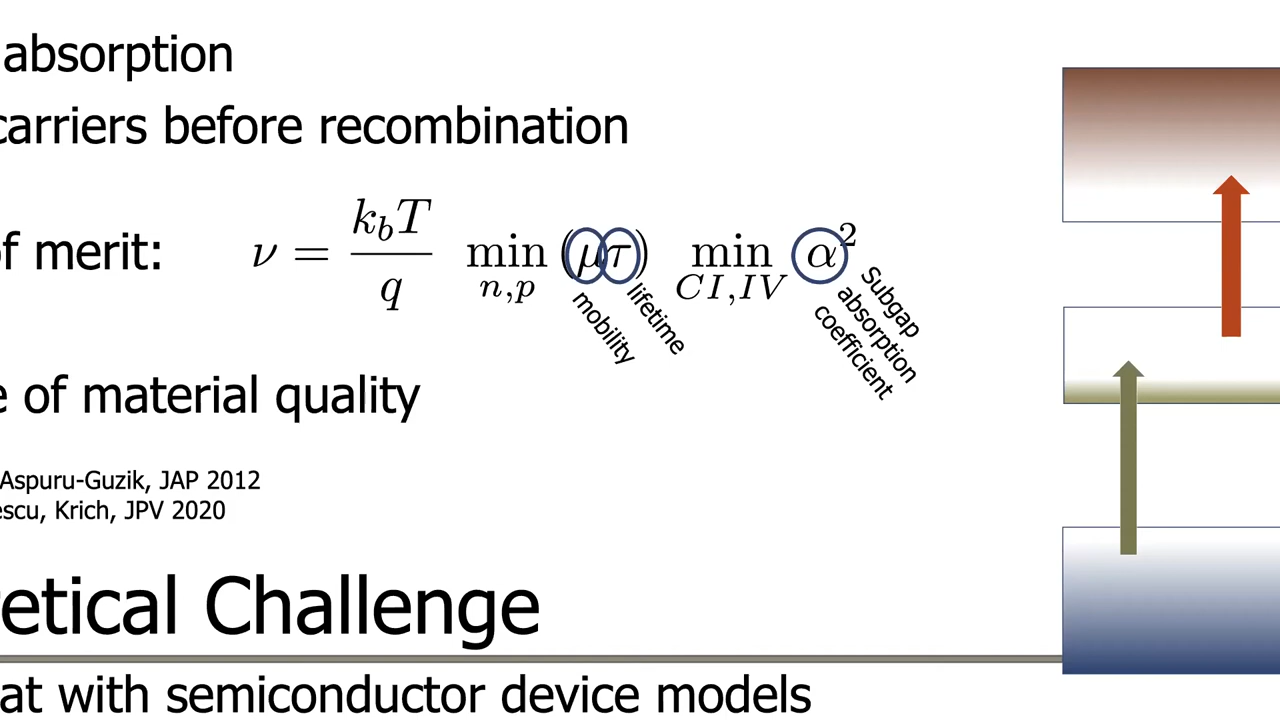 absorption
carriers before recombination
of merit: ν = k_bT / q min_{n,p} (μτ) min_{CI,IV} α²
mobility
lifetime
Subgap
absorption
coefficient
e of material quality
Aspuru-Guzik, JAP 2012
escu, Krich, JPV 2020
retical Challenge
at with semiconductor device models